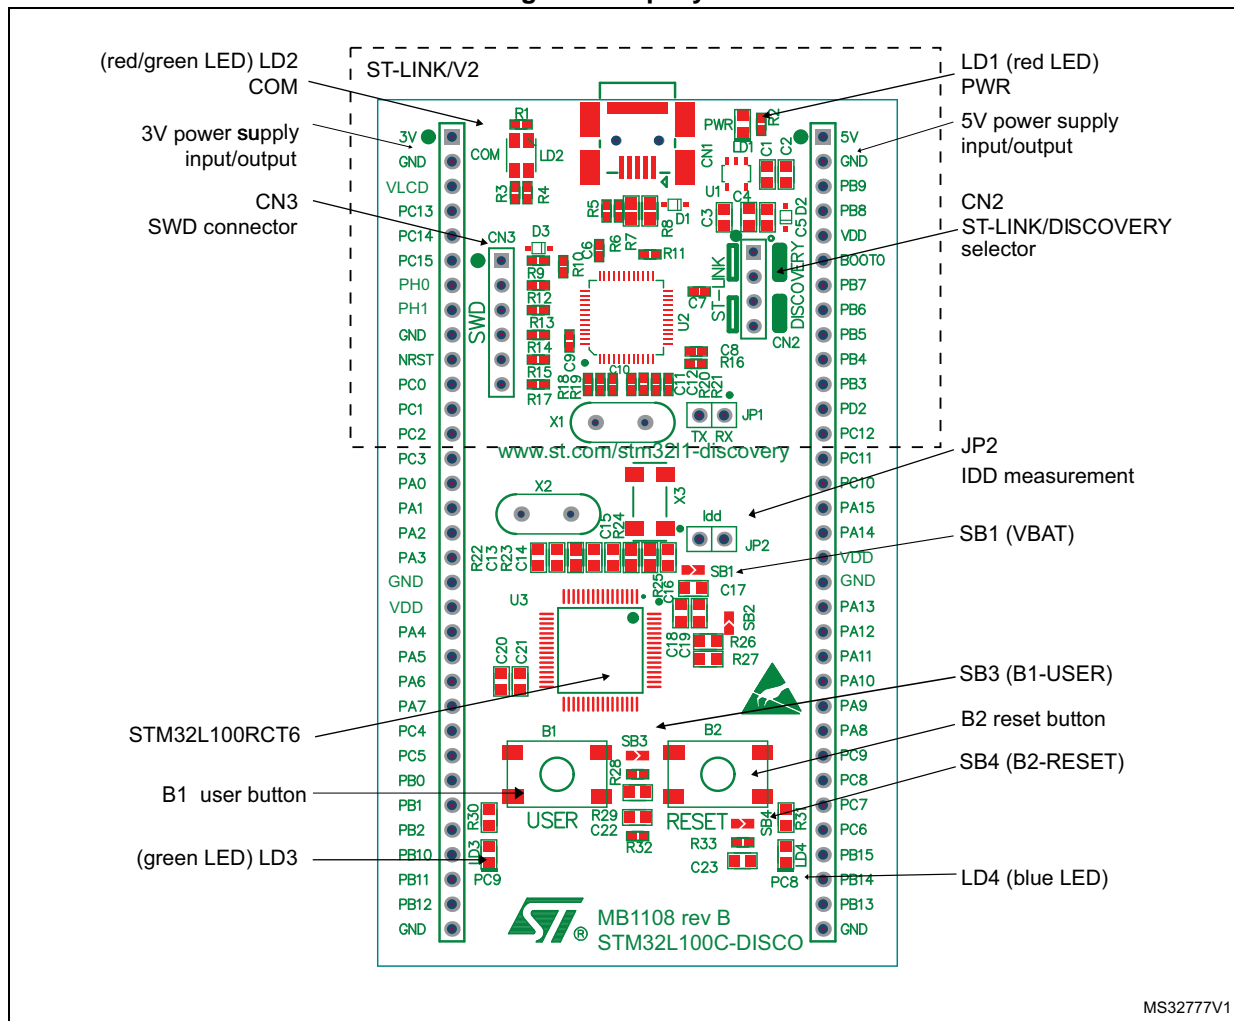 (red/green LED) LD2
COM
ST-LINK/V2
LD1 (red LED)
PWR
3V power supply
input/output
5V power supply
input/output
CN3
SWD connector
CN2
ST-LINK/DISCOVERY
selector
JP2
IDD measurement
SB1 (VBAT)
SB3 (B1-USER)
B2 reset button
SB4 (B2-RESET)
LD4 (blue LED)
STM32L100RCT6
B1 user button
(green LED) LD3
3V
GND
VLCD
PC13
PC14
PC15
PH0
PH1
GND
NRST
PC0
PC1
PC2
PC3
PA0
PA1
PA2
PA3
GND
VDD
PA4
PA5
PA6
PA7
PC4
PC5
PB0
PB1
PB2
PB10
PB11
PB12
GND
5V
GND
PB9
PB8
VDD
BOOT0
PB7
PB6
PB5
PB4
PB3
PD2
PC12
PC11
PC10
PA15
PA14
VDD
GND
PA13
PA12
PA11
PA10
PA9
PA8
PC9
PC8
PC7
PC6
PB15
PB14
PB13
GND
R1
COM
LD2
R3
R4
CN1
PWR
LD1
R2
C1
C2
U1
C3
C4
C5
D2
R5
R6
R7
R8
D1
D3
CN3
SWD
R9
R10
C6
R11
R12
R13
R14
R15
R17
C9
U2
C7
ST-LINK
DISCOVERY
CN2
C8
R16
R18
R19
C10
C11
C12
R20
R21
X1
JP1
TX RX
www.st.com/stm32l1-discovery
X2
X3
C15
R24
Idd
JP2
R22
C13
R23
C14
R25
C16
SB1
C17
U3
SB2
C18
C19
R26
R27
C20
C21
B1
SB3
B2
R28
USER
R29
C22
R32
RESET
SB4
R33
C23
R30
LD3
PC9
R31
LD4
PC8
MB1108 rev B
STM32L100C-DISCO
ST
®
MS32777V1